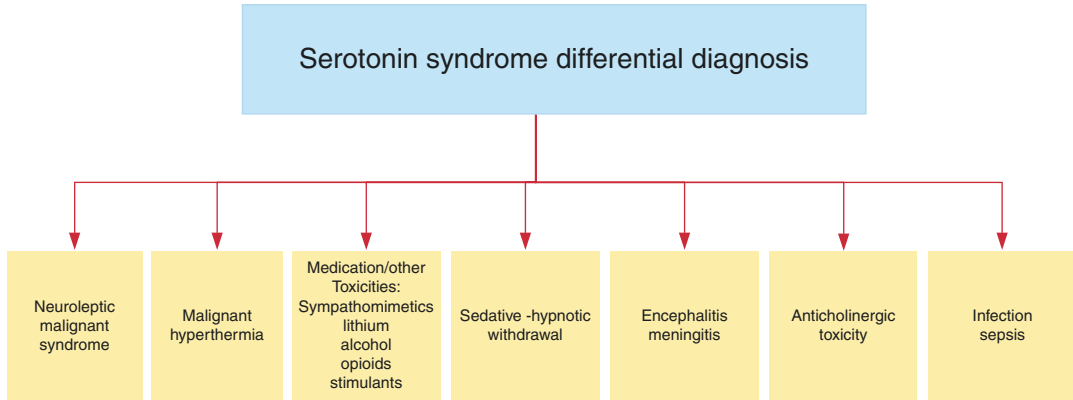 Serotonin syndrome differential diagnosis
Neuroleptic
malignant
syndrome
Malignant
hyperthermia
Medication/other
Toxicities:
Sympathomimetics
lithium
alcohol
opioids
stimulants
Sedative -hypnotic
withdrawal
Encephalitis
meningitis
Anticholinergic
toxicity
Infection
sepsis